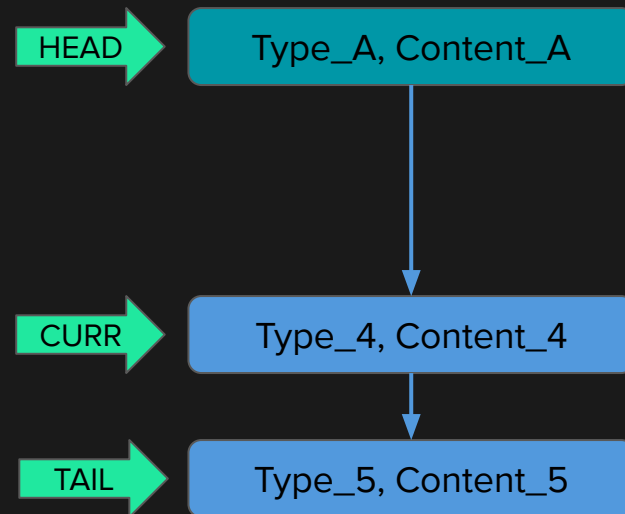 HEAD
Type_A, Content_A
CURR
Type_4, Content_4
TAIL
Type_5, Content_5